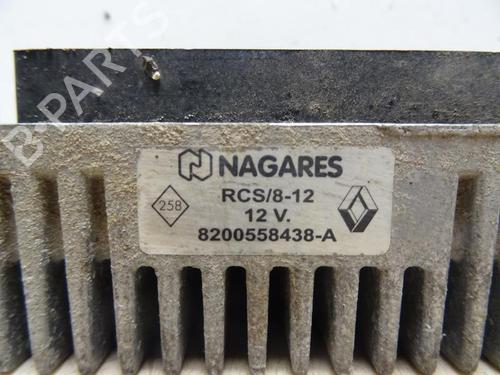 B-PARTS
NAGARES
258
RCS/8-12
12 V.
8200558438-A